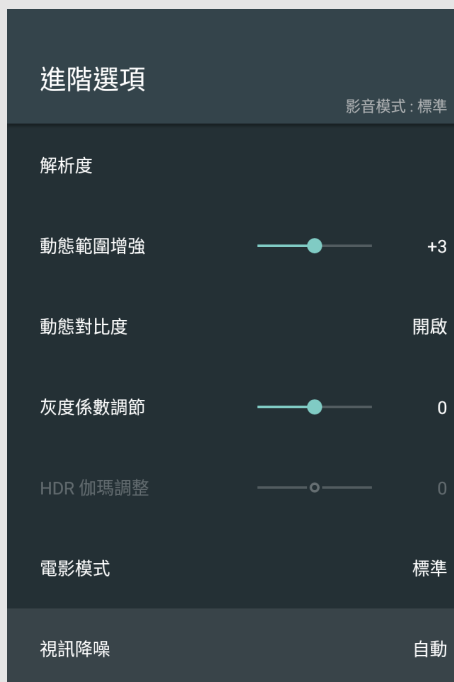 進階選項
影音模式 : 標準
解析度
動態範圍增強 +3
動態對比度 開啟
灰度係數調節 0
HDR 伽瑪調整 0
電影模式 標準
視訊降噪 自動